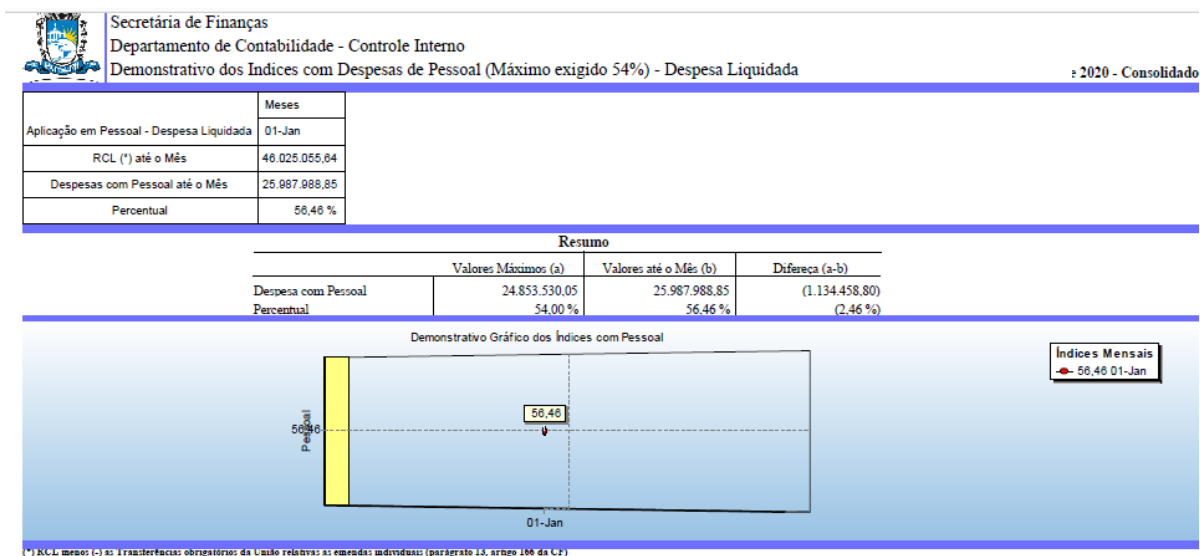 Secretária de Finanças
Departamento de Contabilidade - Controle Interno
Demonstrativo dos Indices com Despesas de Pessoal (Máximo exigido 54%) - Despesa Liquidada
2020 - Consolidado
Meses
Aplicação em Pessoal - Despesa Liquidada 01-Jan
RCL (*) até o Mês 46.025.055,64
Despesas com Pessoal até o Mês 25.987.988,85
Percentual 56,46 %
Resumo
Valores Máximos (a) Valores até o Mês (b) Difereça (a-b)
Despesa com Pessoal 24.853.530,05 25.987.988,85 (1.134.458,80)
Percentual 54,00 % 56,46 % (2,46 %)
Demonstrativo Gráfico dos Índices com Pessoal
Índices Mensais
56,46 01-Jan
56,46
56,46
Pessoal
01-Jan
(*) RCL menos (-) as Transferências obrigatórios da União relativas as emendas individuais (parágrafo 13, artigo 166 da CF)